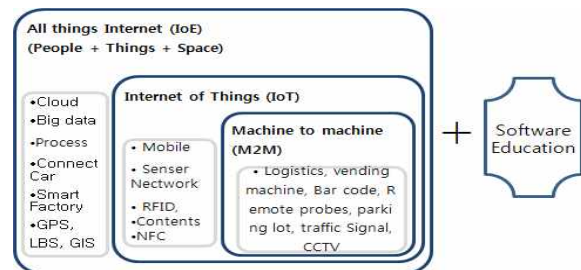 All things Internet (IoE)
(People + Things + Space)
•Cloud
•Big data
•Process
•Connect
Car
•Smart
Factory
•GPS,
LBS, GIS
Internet of Things (IoT)
• Mobile
• Senser
Nectwork
• RFID,
•Contents
•NFC
Machine to machine
(M2M)
• Logistics, vending
machine, Bar code, R
emote probes, parki
ng lot, traffic Signal,
CCTV
+
Software
Education